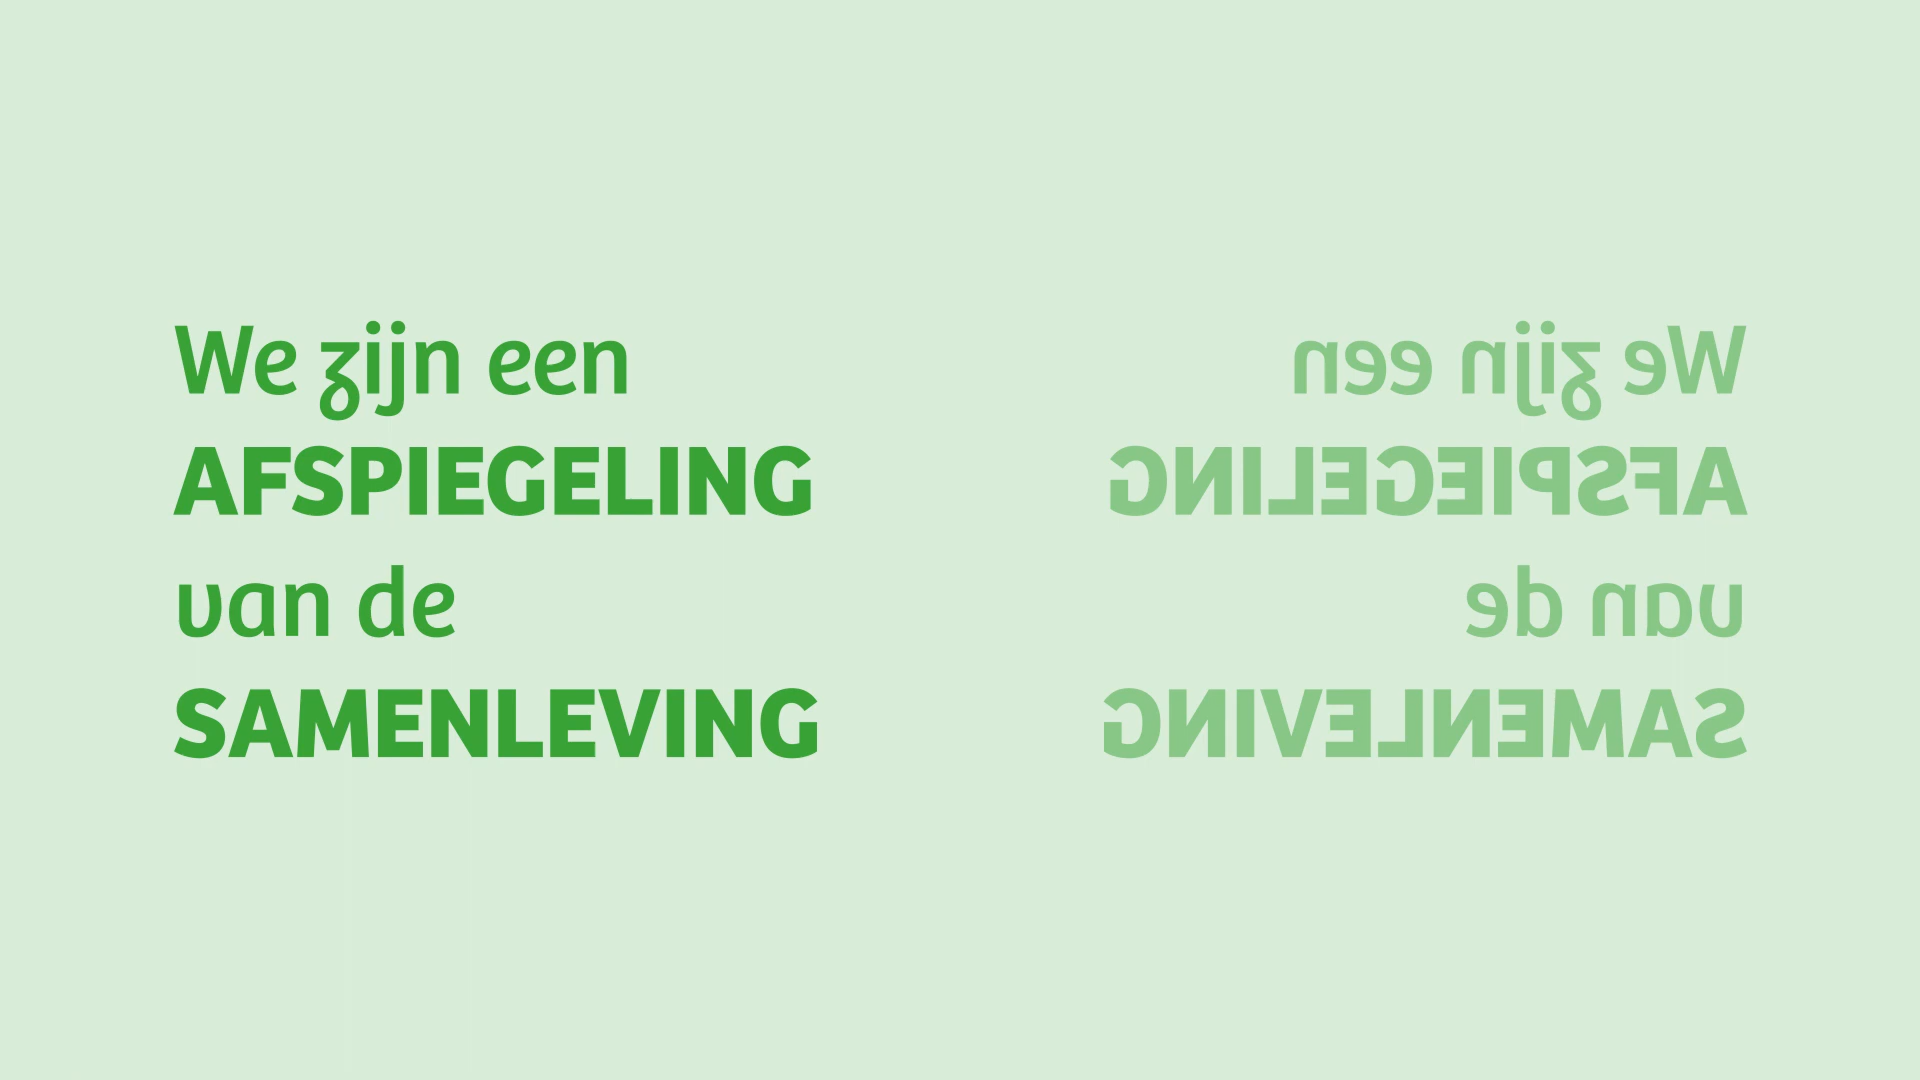 We zijn een
AFSPIEGELING
van de
SAMENLEVING
We zijn een
AFSPIEGELING
van de
SAMENLEVING